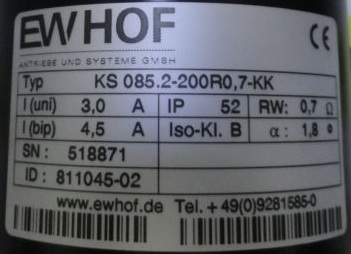 EW HOF
CE
ANTRIEBE UND SYSTEME GMBH
Typ KS 085.2-200R0,7-KK
I (uni) 3,0 A IP 52 RW: 0,7 Ω
I (bip) 4,5 A Iso-Kl. B α : 1,8 °
SN : 518871
ID : 811045-02
www.ewhof.de Tel. + 49(0)9281585-0